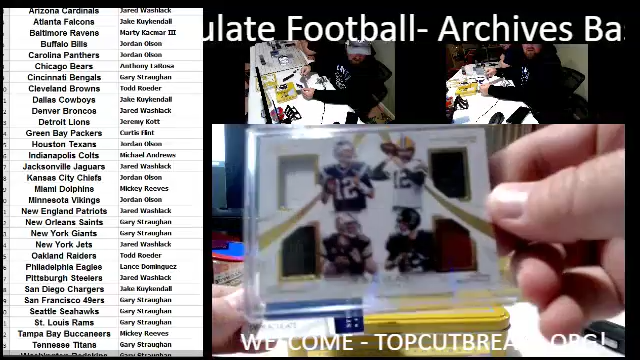 ulate Football- Archives Bas
Arizona Cardinals Jared Washlack
Atlanta Falcons Jake Kuykendall
Baltimore Ravens Marty Kacmar III
Buffalo Bills Jordan Olson
Carolina Panthers Jordan Olson
Chicago Bears Anthony LaRosa
Cincinnati Bengals Gary Straughan
Cleveland Browns Todd Roeder
Dallas Cowboys Jake Kuykendall
Denver Broncos Jared Washlack
Detroit Lions Jeremy Kott
Green Bay Packers Curtis Flint
Houston Texans Jordan Olson
Indianapolis Colts Michael Andrews
Jacksonville Jaguars Jared Washlack
Kansas City Chiefs Jordan Olson
Miami Dolphins Mickey Reeves
Minnesota Vikings Jordan Olson
New England Patriots Jared Washlack
New Orleans Saints Gary Straughan
New York Giants Gary Straughan
New York Jets Jared Washlack
Oakland Raiders Todd Roeder
Philadelphia Eagles Lance Dominguez
Pittsburgh Steelers Jared Washlack
San Diego Chargers Jake Kuykendall
San Francisco 49ers Gary Straughan
Seattle Seahawks Gary Straughan
St. Louis Rams Gary Straughan
Tampa Bay Buccaneers Mickey Reeves
Tennesse Titans Gary Straughan
Washington Redskins Gary Straughan
12
12
WELCOME - TOPCUTBREAKS.ORG!